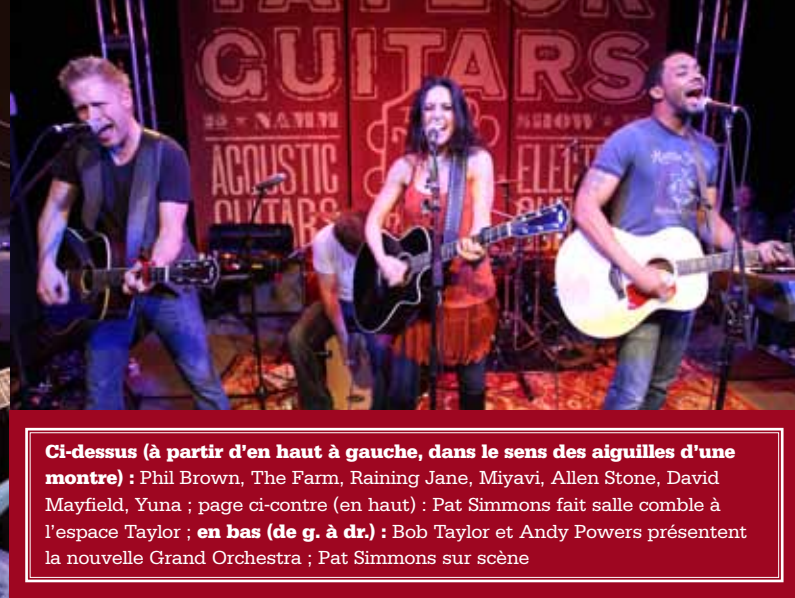 TAYLOR
GUITARS
NAMM SHOW
ACOUSTIC
GUITARS
Ci-dessus (à partir d'en haut à gauche, dans le sens des aiguilles d'une
montre) : Phil Brown, The Farm, Raining Jane, Miyavi, Allen Stone, David
Mayfield, Yuna ; page ci-contre (en haut) : Pat Simmons fait salle comble à
l'espace Taylor ; en bas (de g. à dr.) : Bob Taylor et Andy Powers présentent
la nouvelle Grand Orchestra ; Pat Simmons sur scène